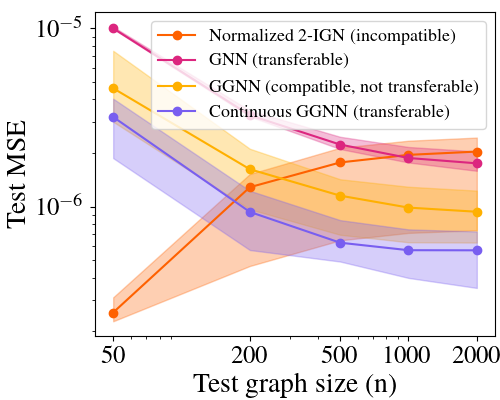 10⁻⁵
10⁻⁶
Test MSE
Normalized 2-IGN (incompatible)
GNN (transferable)
GGNN (compatible, not transferable)
Continuous GGNN (transferable)
50 200 500 1000 2000
Test graph size (n)